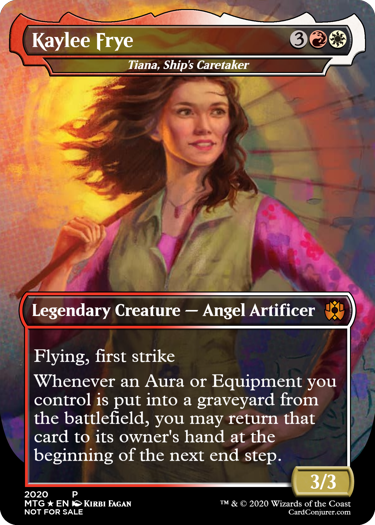 Kaylee Frye 3
Tiana, Ship's Caretaker
Legendary Creature — Angel Artificer
Flying, first strike
Whenever an Aura or Equipment you
control is put into a graveyard from
the battlefield, you may return that
card to its owner's hand at the
beginning of the next end step.
3/3
2020 P
MTG ★ EN Kirbi Fagan
NOT FOR SALE
™ & © 2020 Wizards of the Coast
CardConjurer.com